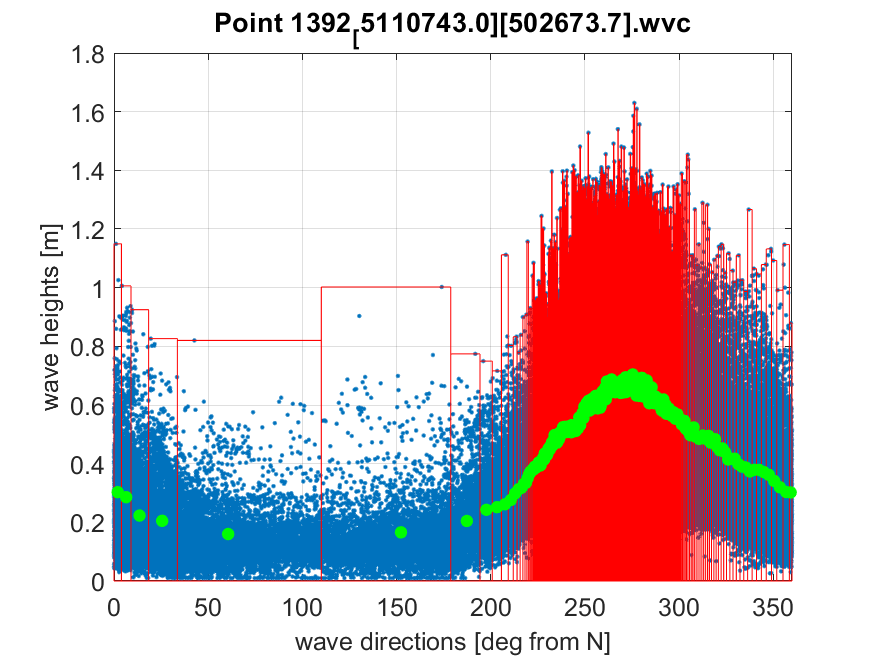 Point 1392[5110743.0][502673.7].wvc
wave heights [m]
1.8
1.6
1.4
1.2
1
0.8
0.6
0.4
0.2
0
0 50 100 150 200 250 300 350
wave directions [deg from N]